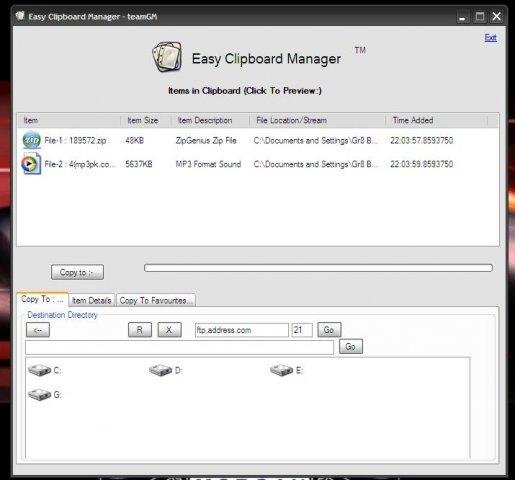 Easy Clipboard Manager - teamGM
Exit
Easy Clipboard Manager TM
Items in Clipboard (Click To Preview:)
Item Item Size Item Description File Location/Stream Time Added
ZIP File-1 : 189572.zip 48KB ZipGenius Zip File C:\Documents and Settings\Gr8 B... 22:03:57.8593750
File-2 : 4(mp3pk.co... 5637KB MP3 Format Sound C:\Documents and Settings\Gr8 B... 22:03:59.8593750
Copy to :-
Copy To : ... Item Details Copy To Favourites...
Destination Directory
<-- R X ftp.address.com 21 Go
Go
C: D: E:
G: